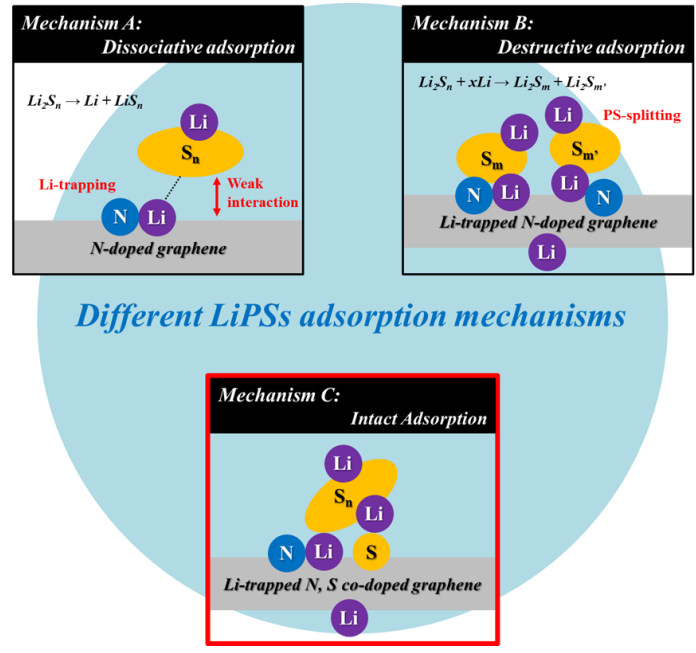 Mechanism A:
Dissociative adsorption
Li₂Sₙ → Li + LiSₙ
Li
Sₙ
Li-trapping
Weak
interaction
N
Li
N-doped graphene
Mechanism B:
Destructive adsorption
Li₂Sₙ + xLi → Li₂Sₘ + Li₂Sₘ’
PS-splitting
Li
Li
Sₘ
Sₘ’
N
Li
Li
N
Li-trapped N-doped graphene
Li
Different LiPSs adsorption mechanisms
Mechanism C:
Intact Adsorption
Li
Sₙ
Li
N
Li
S
Li-trapped N, S co-doped graphene
Li